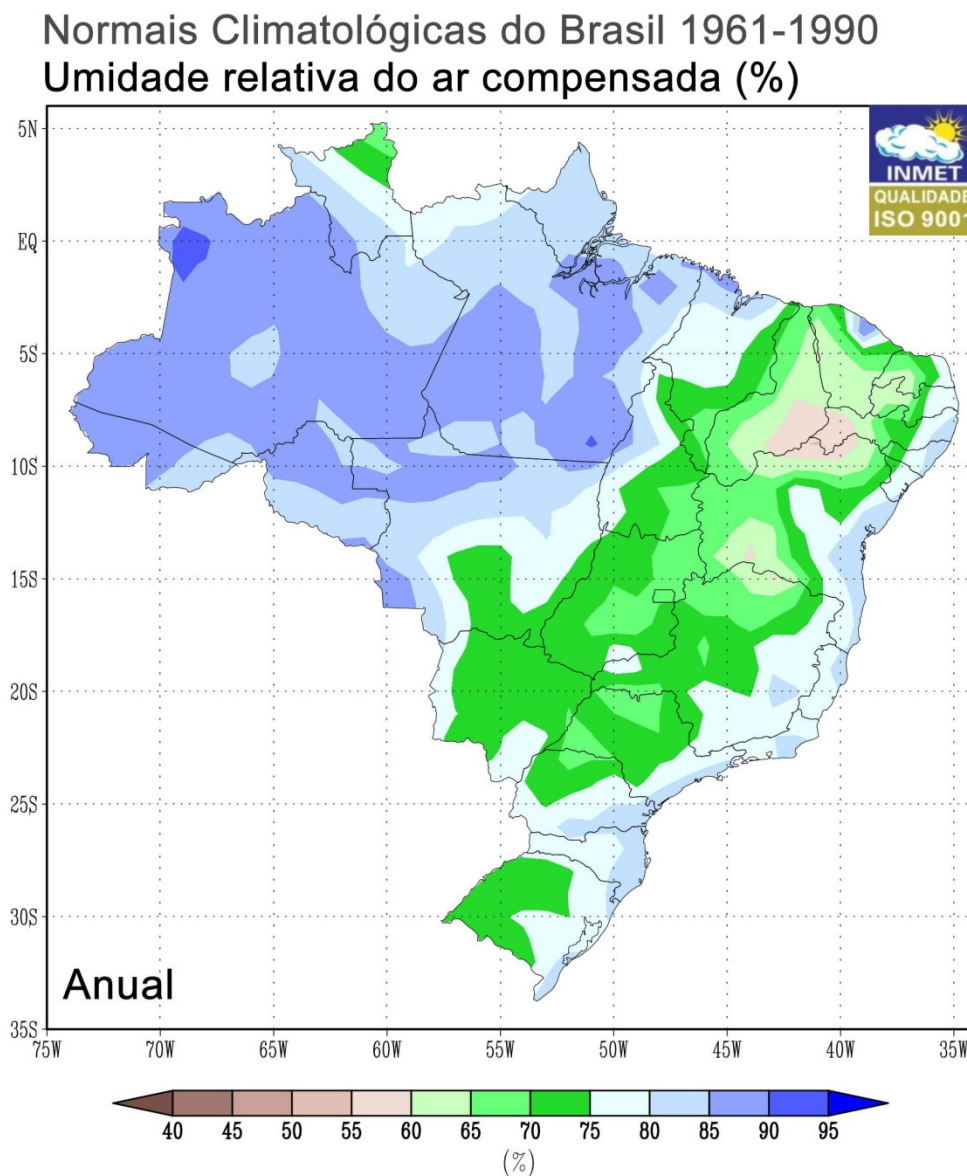 Normais Climatológicas do Brasil 1961-1990
Umidade relativa do ar compensada (%)
INMET
QUALIDADE
ISO 9001
5N
EQ
5S
10S
15S
20S
25S
30S
35S
Anual
75W 70W 65W 60W 55W 50W 45W 40W 35W
40 45 50 55 60 65 70 75 80 85 90 95
(%)